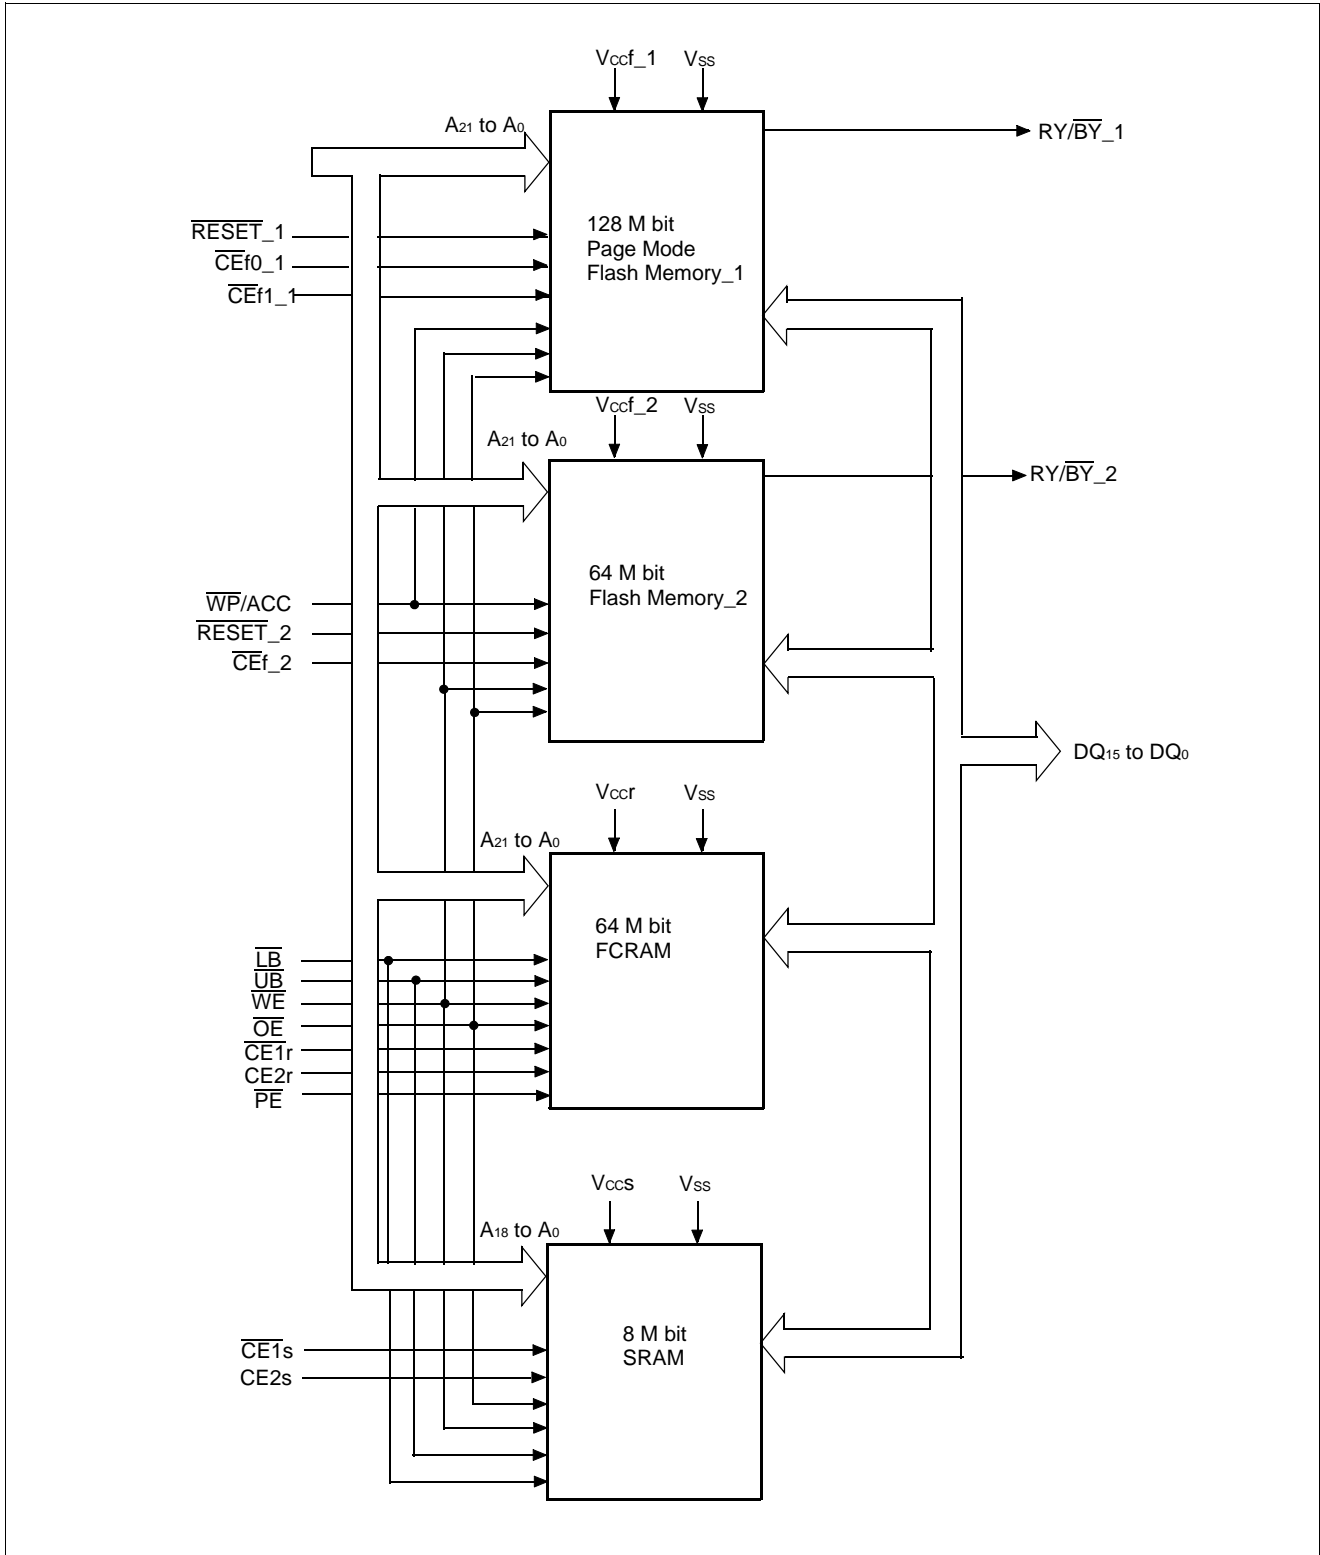 VCCf_1 VSS
A21 to A0
RY/BY_1
128 M bit
Page Mode
Flash Memory_1
RESET_1
CEf0_1
CEf1_1
VCCf_2 VSS
A21 to A0
RY/BY_2
64 M bit
Flash Memory_2
WP/ACC
RESET_2
CEf_2
DQ15 to DQ0
VCCr VSS
A21 to A0
64 M bit
FCRAM
LB
UB
WE
OE
CE1r
CE2r
PE
VCCs VSS
A18 to A0
8 M bit
SRAM
CE1s
CE2s